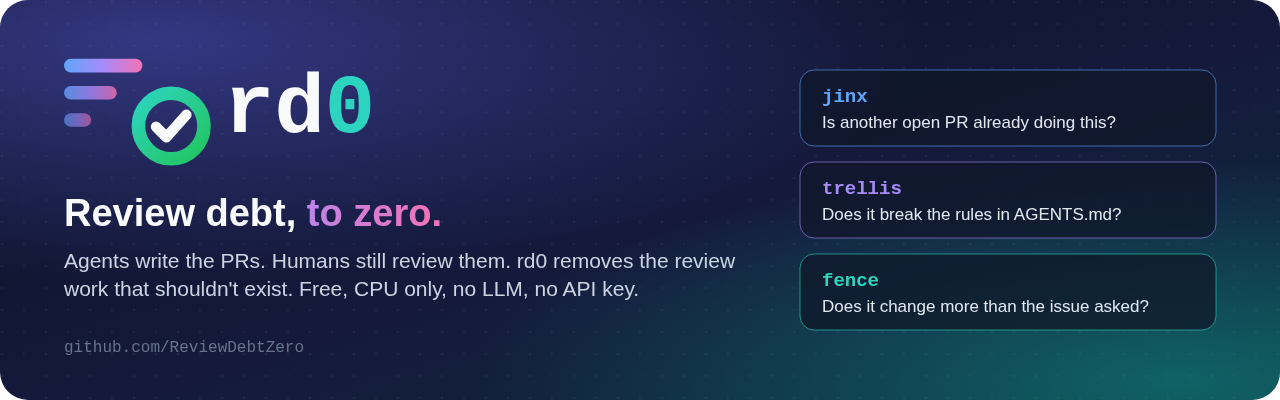 rd0
Review debt, to zero.
Agents write the PRs. Humans still review them. rd0 removes the review
work that shouldn't exist. Free, CPU only, no LLM, no API key.
github.com/ReviewDebtZero
jinx
Is another open PR already doing this?
trellis
Does it break the rules in AGENTS.md?
fence
Does it change more than the issue asked?